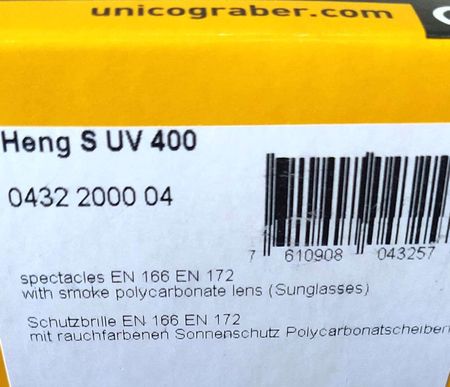 unicograber.com
Heng S UV 400
0432 2000 04
7 610908 043257
spectacles EN 166 EN 172
with smoke polycarbonate lens (Sunglasses)
Schutzbrille EN 166 EN 172
mit rauchfarbenen Sonnenschutz Polycarbonatscheiben